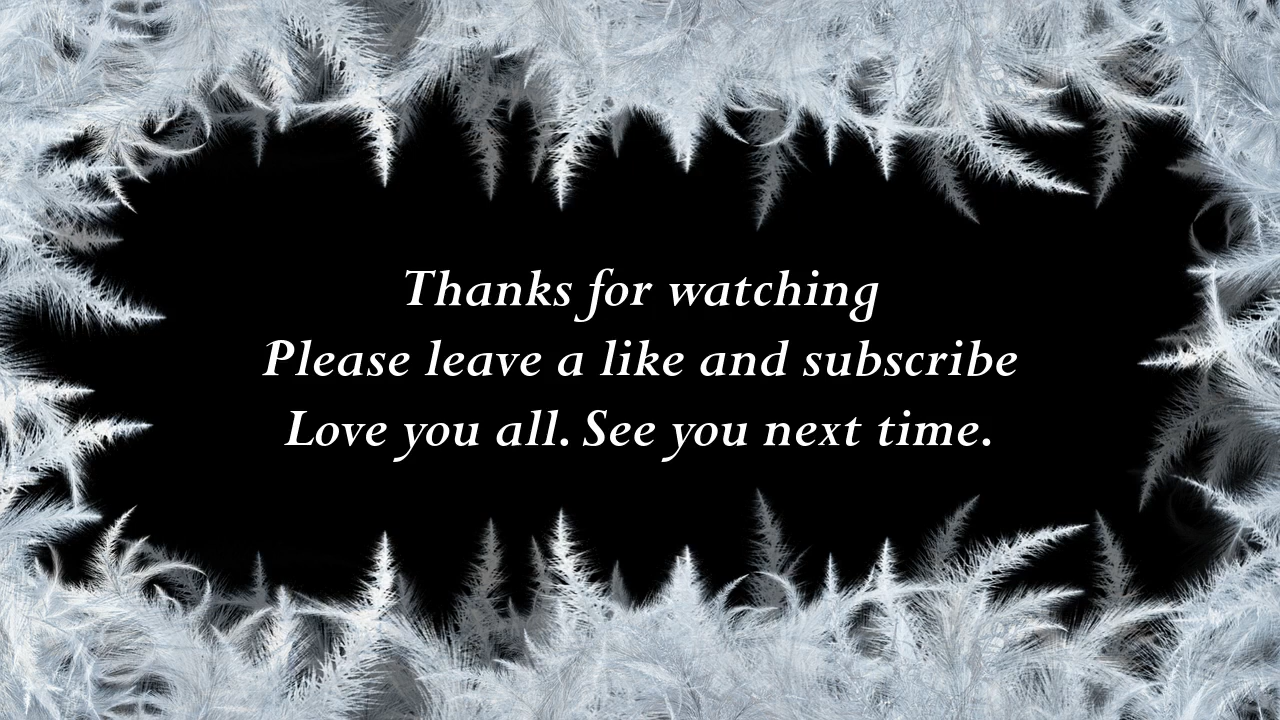 Thanks for watching
Please leave a like and subscribe
Love you all. See you next time.